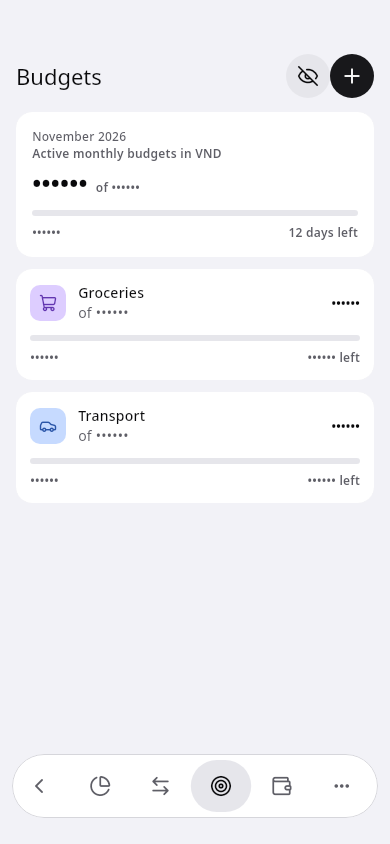 Budgets
November 2026
Active monthly budgets in VND
•••••• of ••••••
•••••• 12 days left
Groceries
of ••••••
••••••
•••••• •••••• left
Transport
of ••••••
••••••
•••••• •••••• left